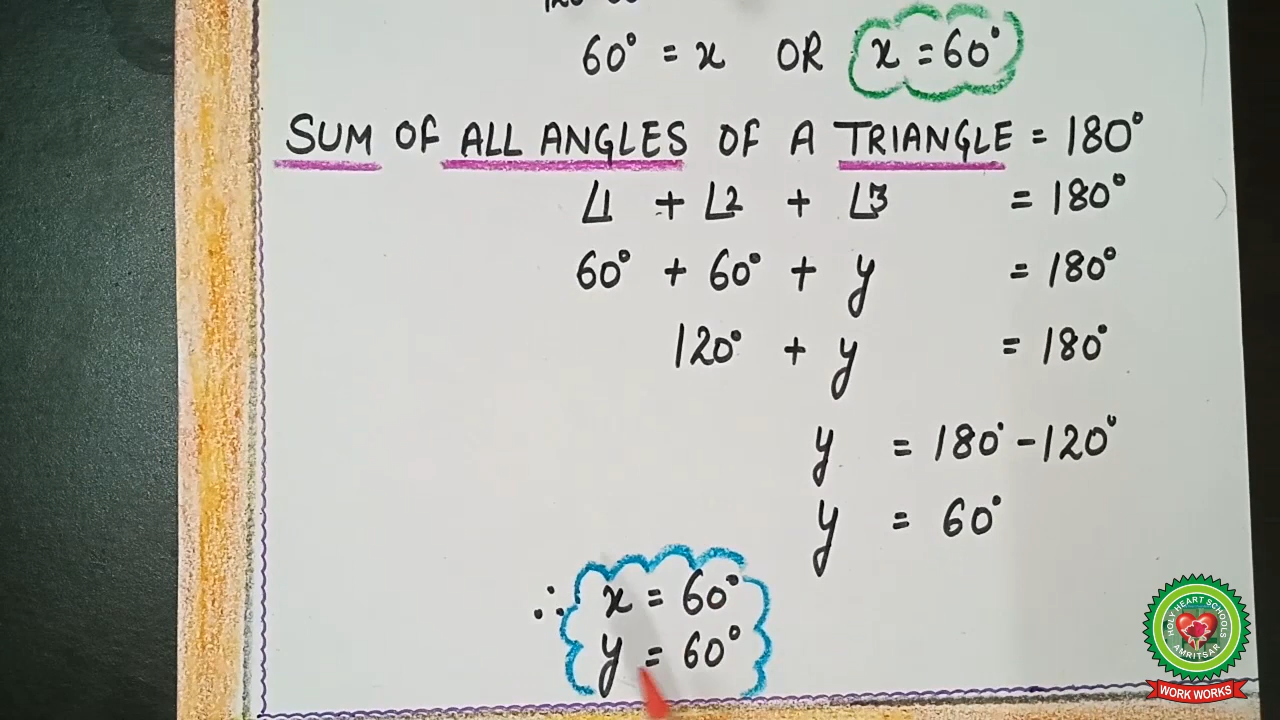 60° = x OR x = 60°
SUM OF ALL ANGLES OF A TRIANGLE = 180°
∠1 + ∠2 + ∠3 = 180°
60° + 60° + y = 180°
120° + y = 180°
y = 180° - 120°
y = 60°
∴ x = 60°
y = 60°
HOLY HEART SCHOOLS
AMRITSAR
WORK WORKS